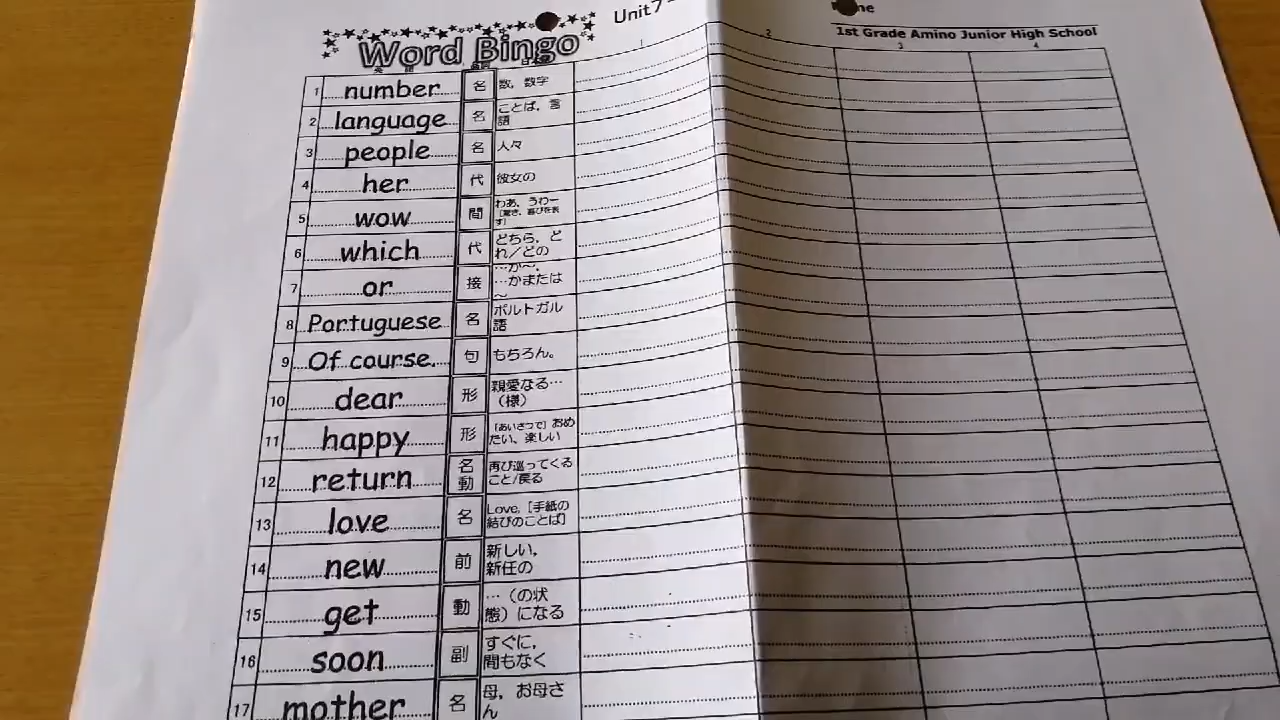 Word Bingo
Unit7
1st Grade Amino Junior High School
1 2 3 4
1 number 名 数，数字
2 language 名 ことば，言
語
3 people 名 人々
4 her 代 彼女の
5 wow 間 わあ，うわー
［驚き，喜びを表
す］
6 which 代 どちら，ど
れ／どの
7 or 接 …か～，
…かまたは
～
8 Portuguese 名 ポルトガル
語
9 Of course. 句 もちろん。
10 dear 形 親愛なる…
（様）
11 happy 形 ［あいさつで］おめ
でたい，楽しい
12 return 名
動 再び巡ってくる
こと/戻る
13 love 名 Love,［手紙の
結びのことば］
14 new 前 新しい，
新任の
15 get 動 …（の状
態）になる
16 soon 副 すぐに，
間もなく
17 mother 名 母，お母さ
ん